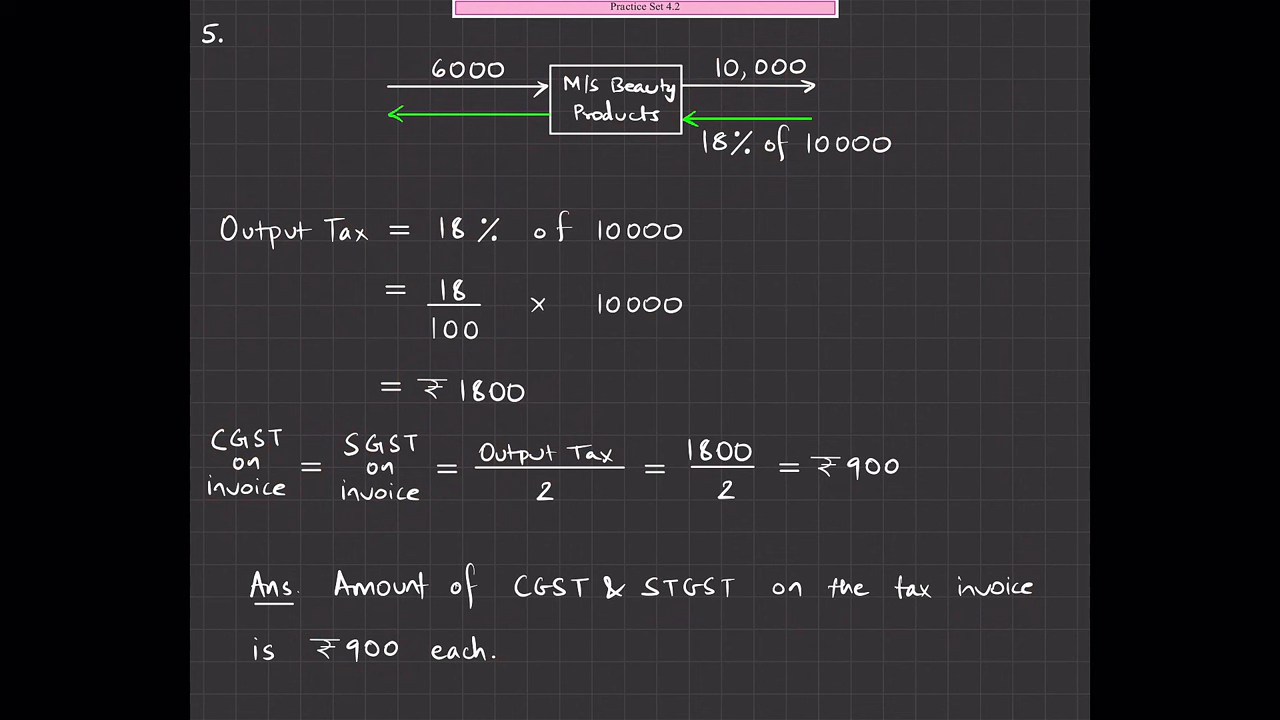 Practice Set 4.2
5.
6000
M/s Beauty
Products
10,000
18% of 10000
Output Tax = 18% of 10000
= 18/100 × 10000
= ₹ 1800
CGST on invoice = SGST on invoice = Output Tax/2 = 1800/2 = ₹ 900
Ans. Amount of CGST & STGST on the tax invoice
is ₹ 900 each.